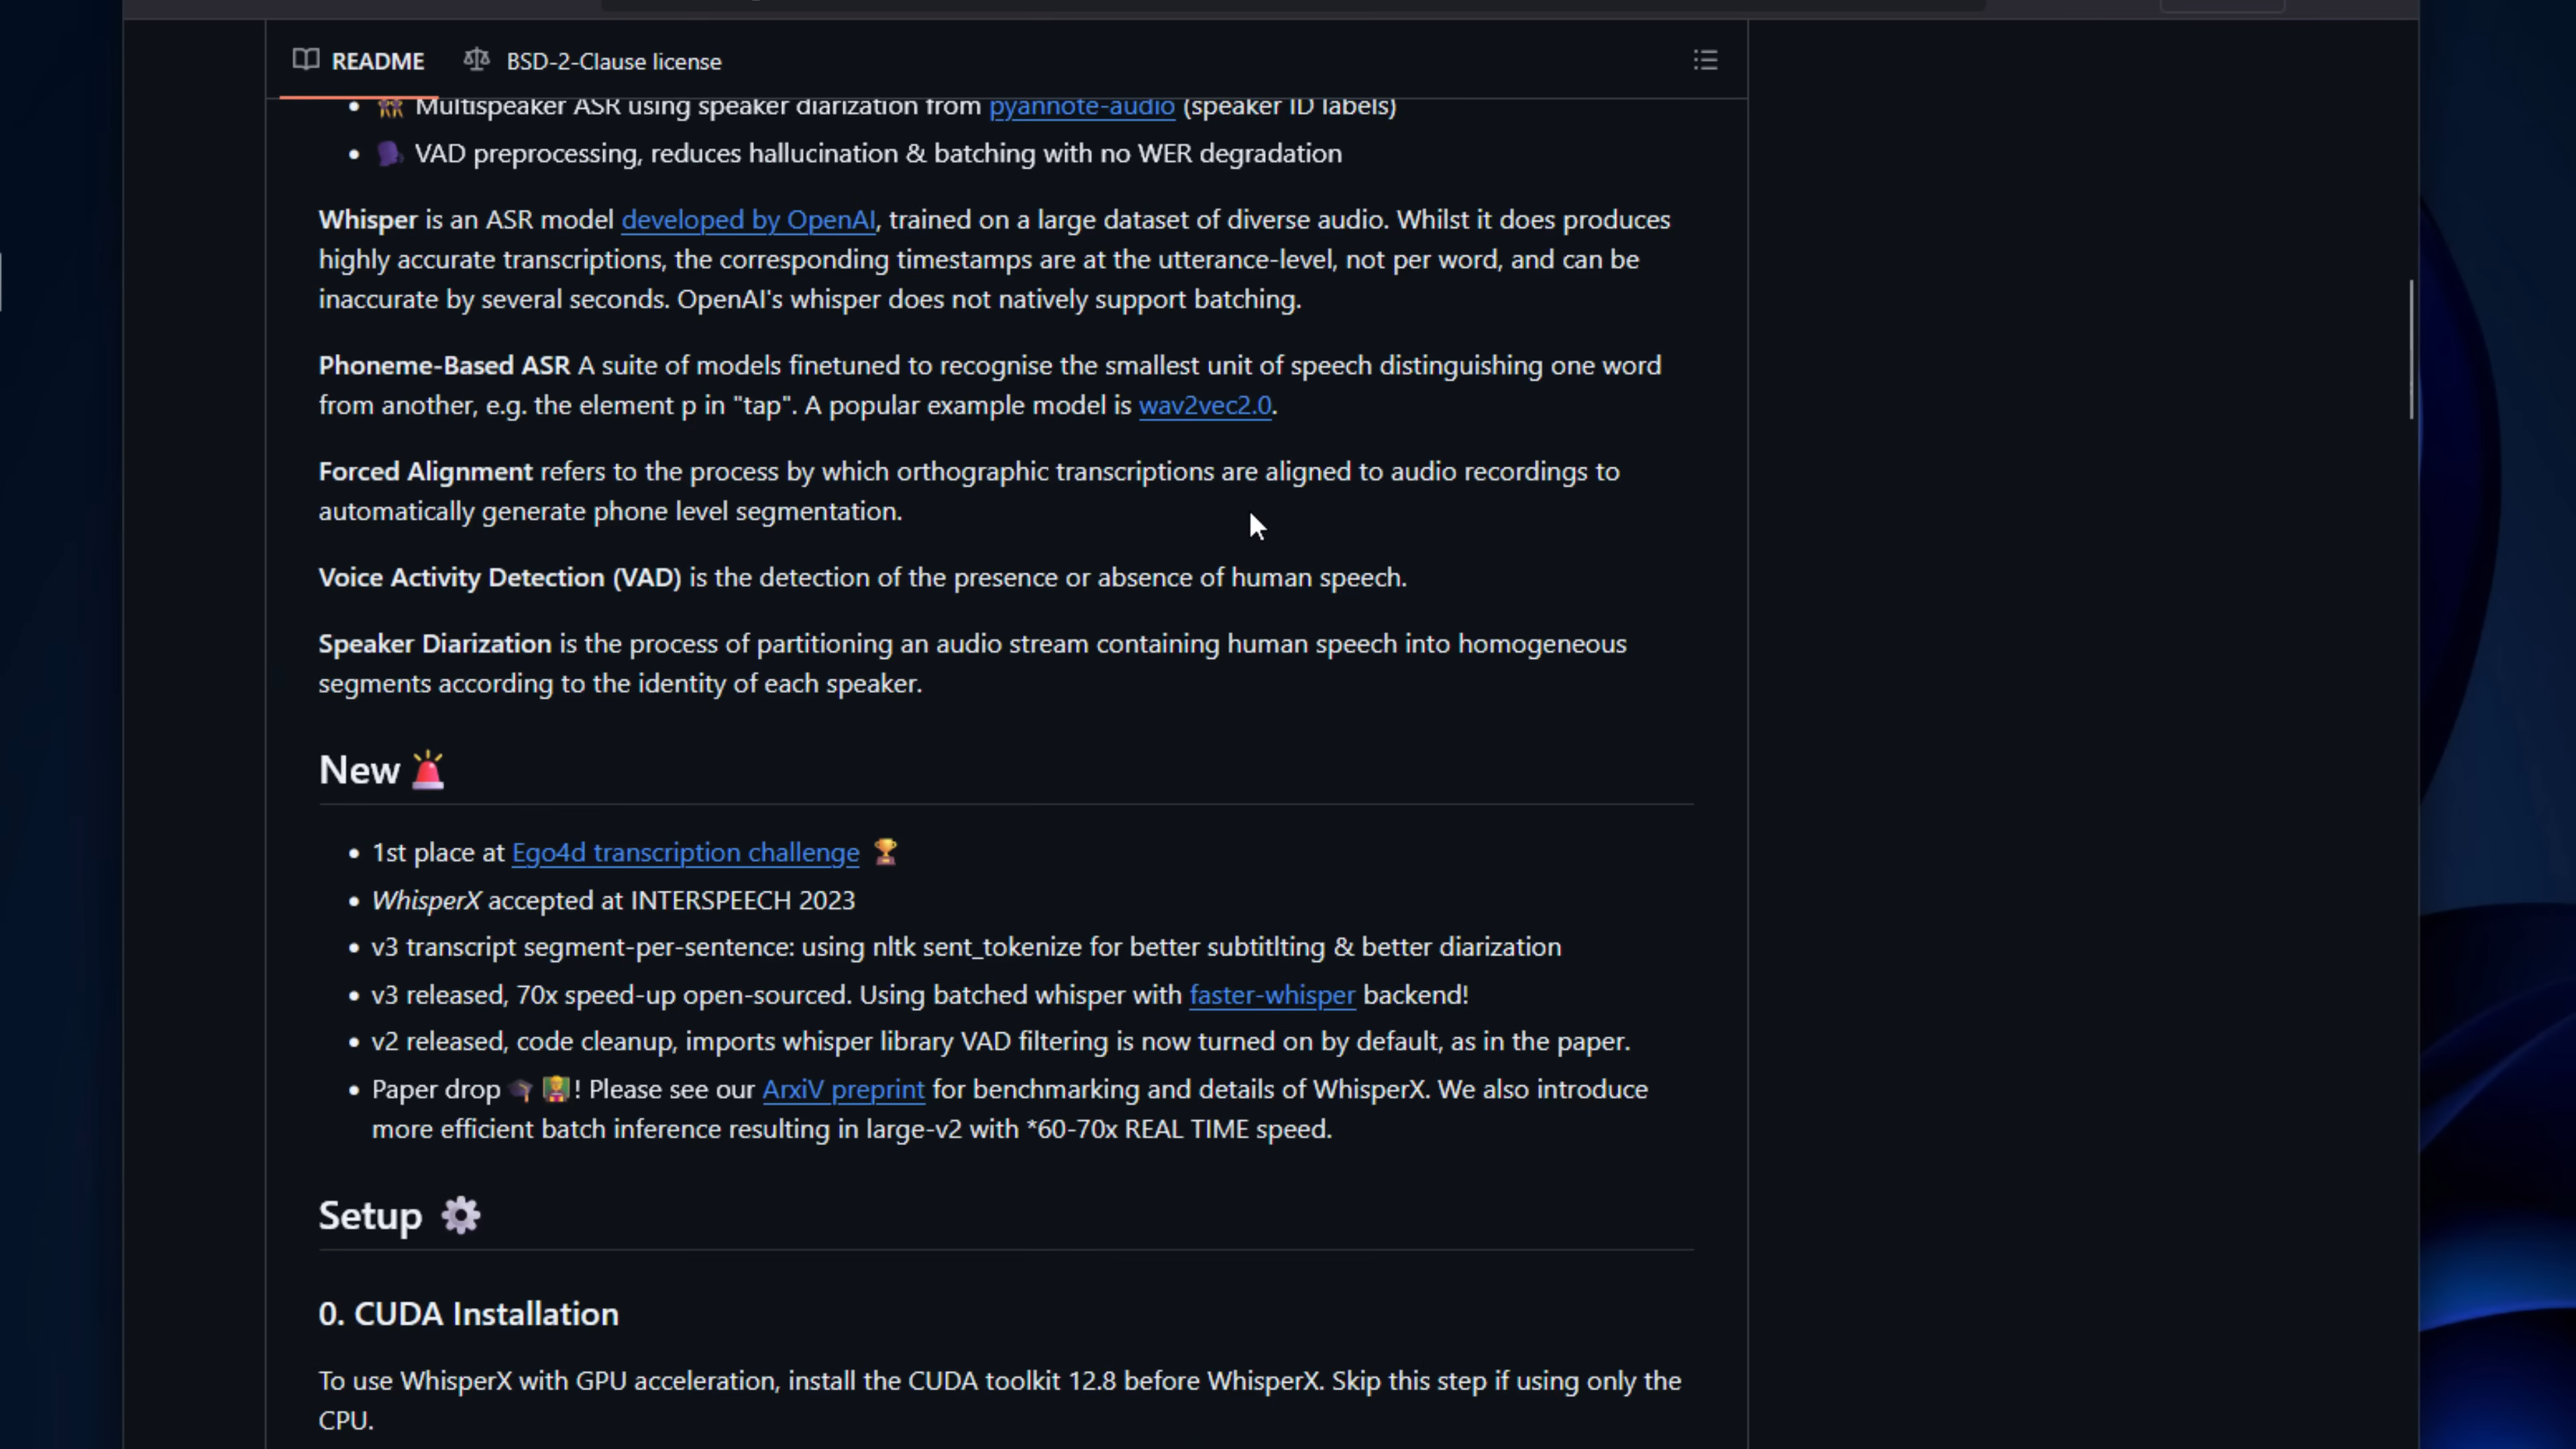 README BSD-2-Clause license
Multispeaker ASR using speaker diarization from pyannote-audio (speaker ID labels)
VAD preprocessing, reduces hallucination & batching with no WER degradation
Whisper is an ASR model developed by OpenAI, trained on a large dataset of diverse audio. Whilst it does produces
highly accurate transcriptions, the corresponding timestamps are at the utterance-level, not per word, and can be
inaccurate by several seconds. OpenAI's whisper does not natively support batching.
Phoneme-Based ASR A suite of models finetuned to recognise the smallest unit of speech distinguishing one word
from another, e.g. the element p in "tap". A popular example model is wav2vec2.0.
Forced Alignment refers to the process by which orthographic transcriptions are aligned to audio recordings to
automatically generate phone level segmentation.
Voice Activity Detection (VAD) is the detection of the presence or absence of human speech.
Speaker Diarization is the process of partitioning an audio stream containing human speech into homogeneous
segments according to the identity of each speaker.
New
1st place at Ego4d transcription challenge
WhisperX accepted at INTERSPEECH 2023
v3 transcript segment-per-sentence: using nltk sent_tokenize for better subtitlting & better diarization
v3 released, 70x speed-up open-sourced. Using batched whisper with faster-whisper backend!
v2 released, code cleanup, imports whisper library VAD filtering is now turned on by default, as in the paper.
Paper drop ! Please see our ArxiV preprint for benchmarking and details of WhisperX. We also introduce
more efficient batch inference resulting in large-v2 with *60-70x REAL TIME speed.
Setup
0. CUDA Installation
To use WhisperX with GPU acceleration, install the CUDA toolkit 12.8 before WhisperX. Skip this step if using only the
CPU.